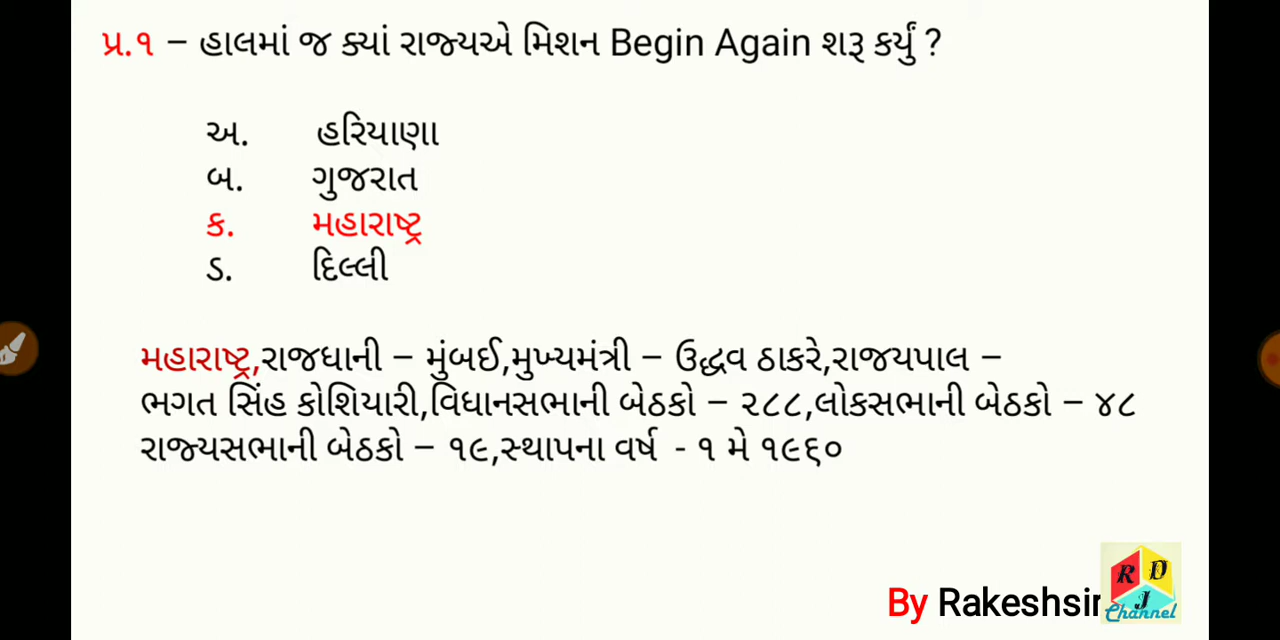 પ્ર.૧ – હાલમાં જ ક્યાં રાજ્યએ મિશન Begin Again શરૂ કર્યું ?
અ. હરિયાણા
બ. ગુજરાત
ક. મહારાષ્ટ્ર
ડ. દિલ્લી
મહારાષ્ટ્ર,રાજધાની – મુંબઈ,મુખ્યમંત્રી – ઉદ્ધવ ઠાકરે,રાજયપાલ –
ભગત સિંહ કોશિયારી,વિધાનસભાની બેઠકો – ૨૮૮,લોકસભાની બેઠકો – ૪૮
રાજ્યસભાની બેઠકો – ૧૯,સ્થાપના વર્ષ - ૧ મે ૧૯૬૦
By Rakeshsir
R D J Channel